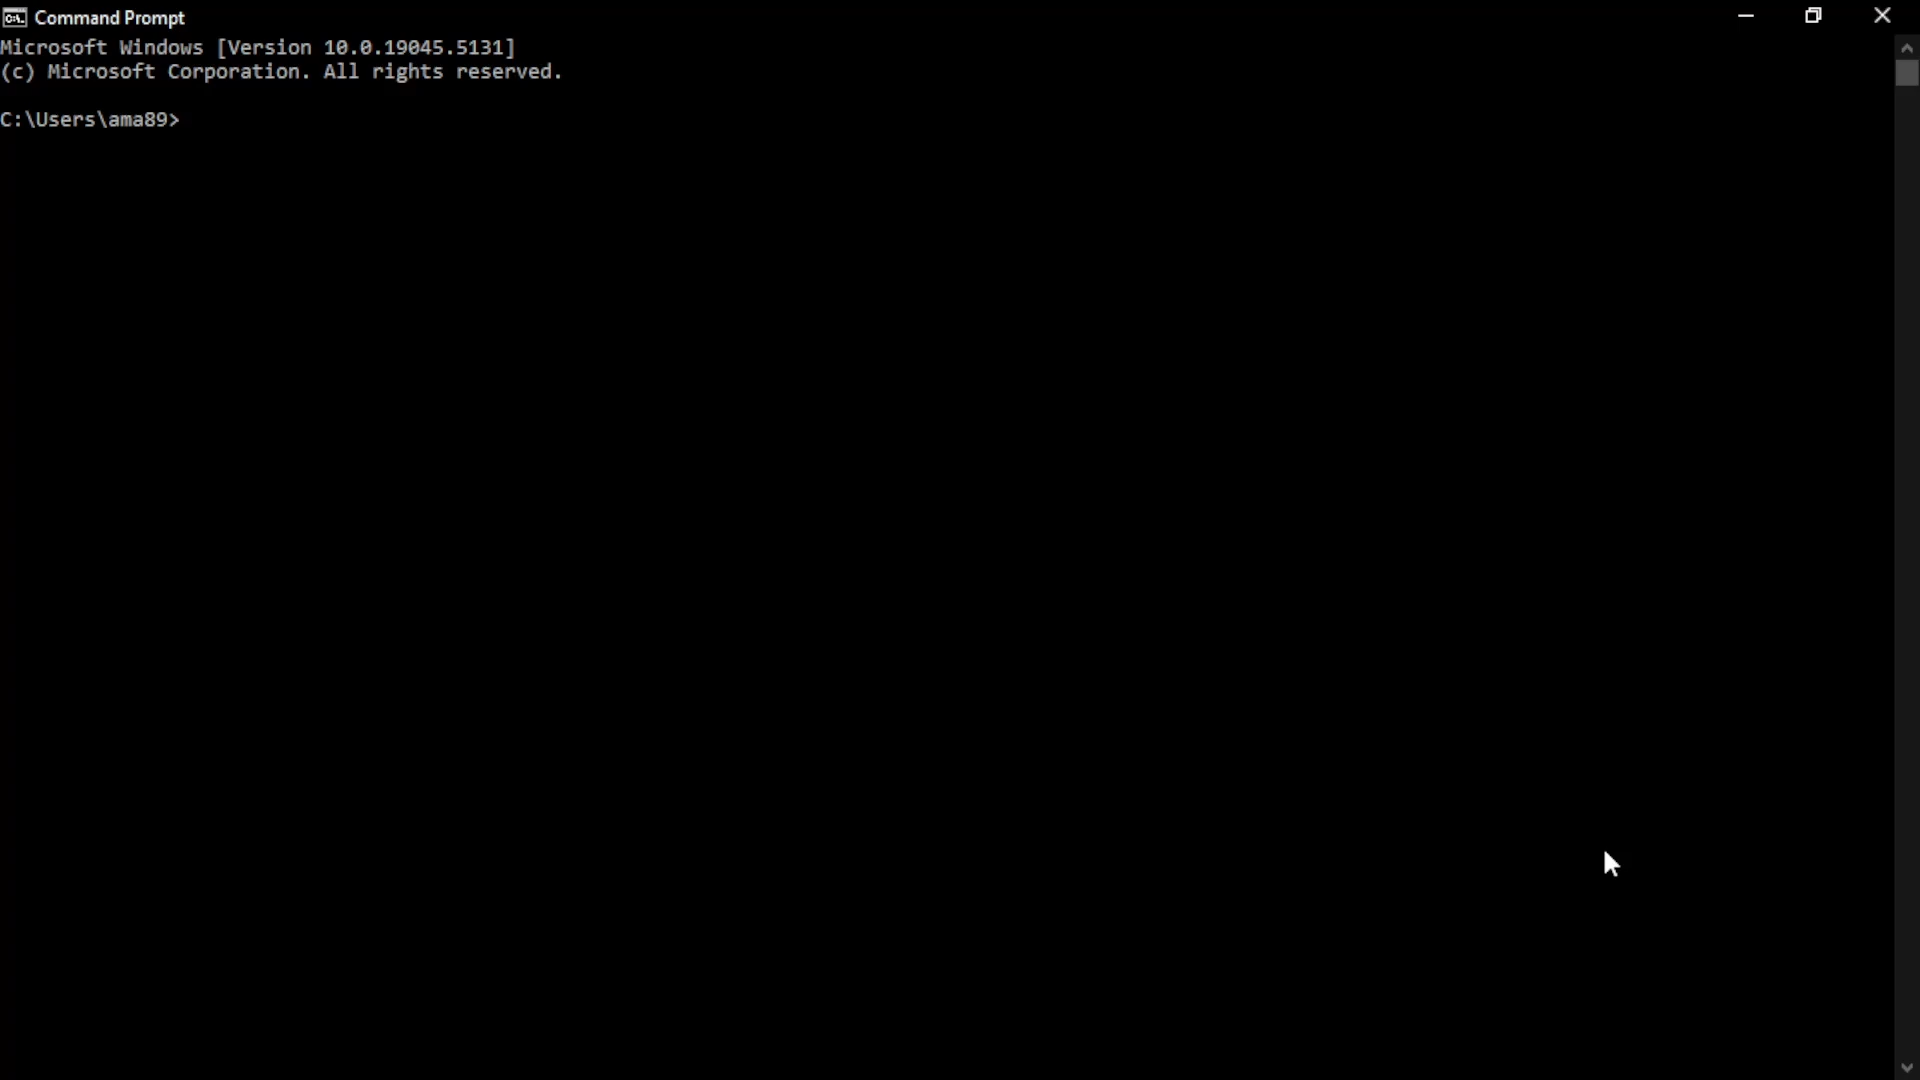 Command Prompt
Microsoft Windows [Version 10.0.19045.5131]
(c) Microsoft Corporation. All rights reserved.
C:\Users\ama89>